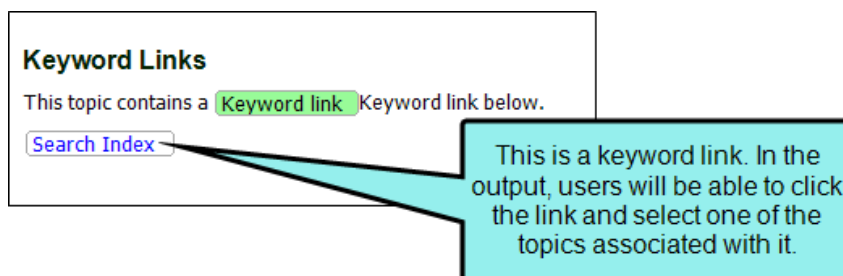 Keyword Links
This topic contains a Keyword link Keyword link below.
Search Index
This is a keyword link. In the
output, users will be able to click
the link and select one of the
topics associated with it.